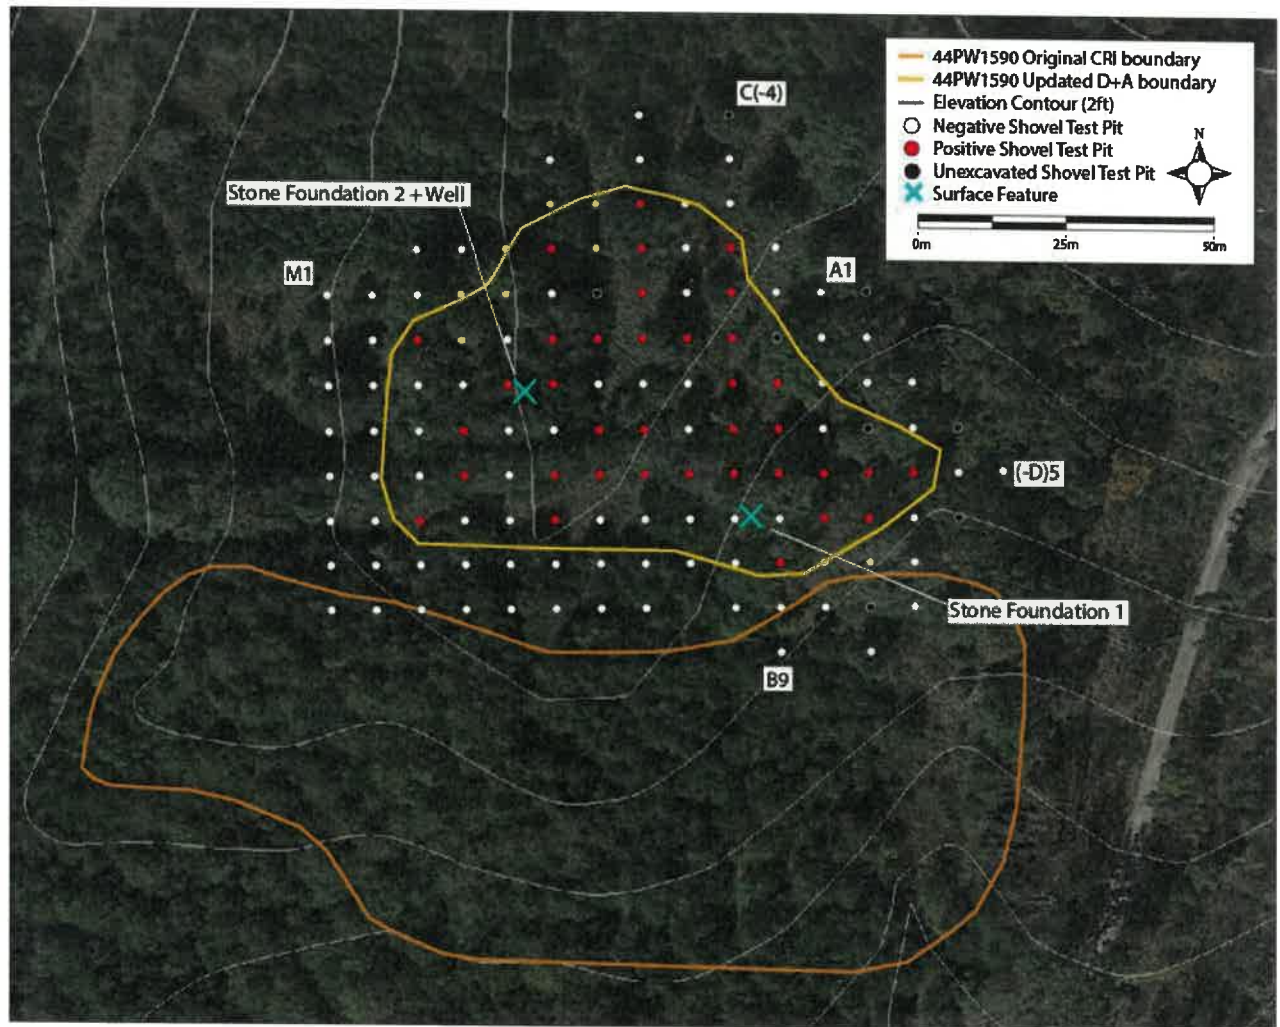 C(-4)
44PW1590 Original CRI boundary
44PW1590 Updated D+A boundary
Elevation Contour (2ft)
Negative Shovel Test Pit
Positive Shovel Test Pit
Unexcavated Shovel Test Pit
Surface Feature
N
0m
25m
50m
Stone Foundation 2 + Well
M1
A1
(-D)5
Stone Foundation 1
B9